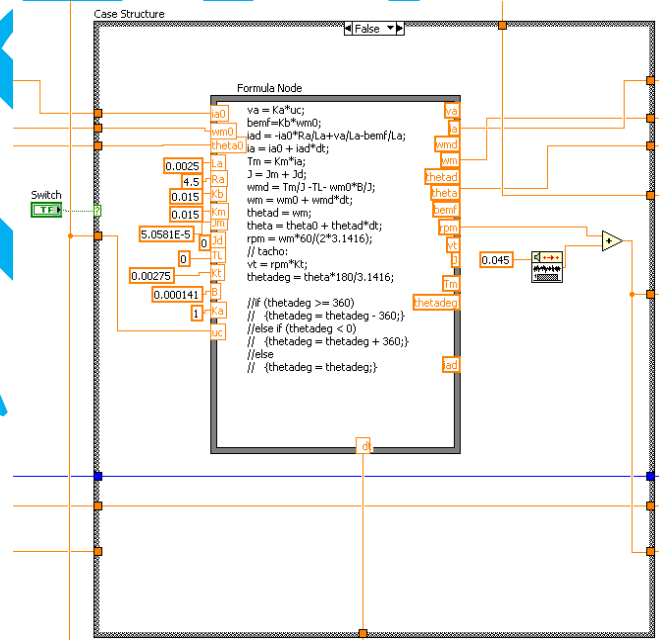 Case Structure
False
Formula Node
va = Ka*uc;
bemf=Kb*wm0;
iad = -ia0*Ra/La+va/La-bemf/La;
ia = ia0 + iad*dt;
Tm = Km*ia;
J = Jm + Jd;
wmd = Tm/J -TL- wm0*B/J;
wm = wm0 + wmd*dt;
thetad = wm;
theta = theta0 + thetad*dt;
rpm = wm*60/(2*3.1416);
// tacho:
vt = rpm*Kt;
thetadeg = theta*180/3.1416;
//if (thetadeg >= 360)
// {thetadeg = thetadeg - 360;}
//else if (thetadeg < 0)
// {thetadeg = thetadeg + 360;}
//else
// {thetadeg = thetadeg;}
ia0
wm0
theta0
0.0025 La
4.5 Ra
0.015 Kb
0.015 Km
5.0581E-5 Jm
0 Jd
0 TL
0.00275 Kt
0.000141 B
1 Ka
uc
Switch
TF
?
va
ia
wmd
wm
thetad
theta
bemf
rpm
vt
J
Tm
thetadeg
iad
dt
0.045
+